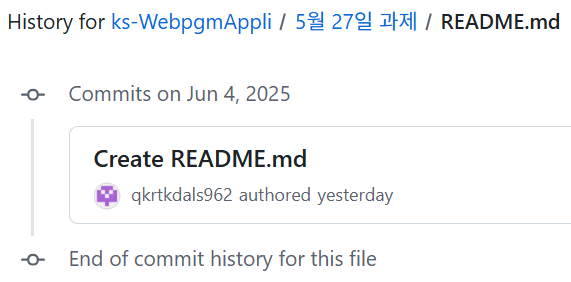 History for ks-WebpgmAppli / 5월 27일 과제 / README.md
Commits on Jun 4, 2025
Create README.md
qkrtkdals962 authored yesterday
End of commit history for this file